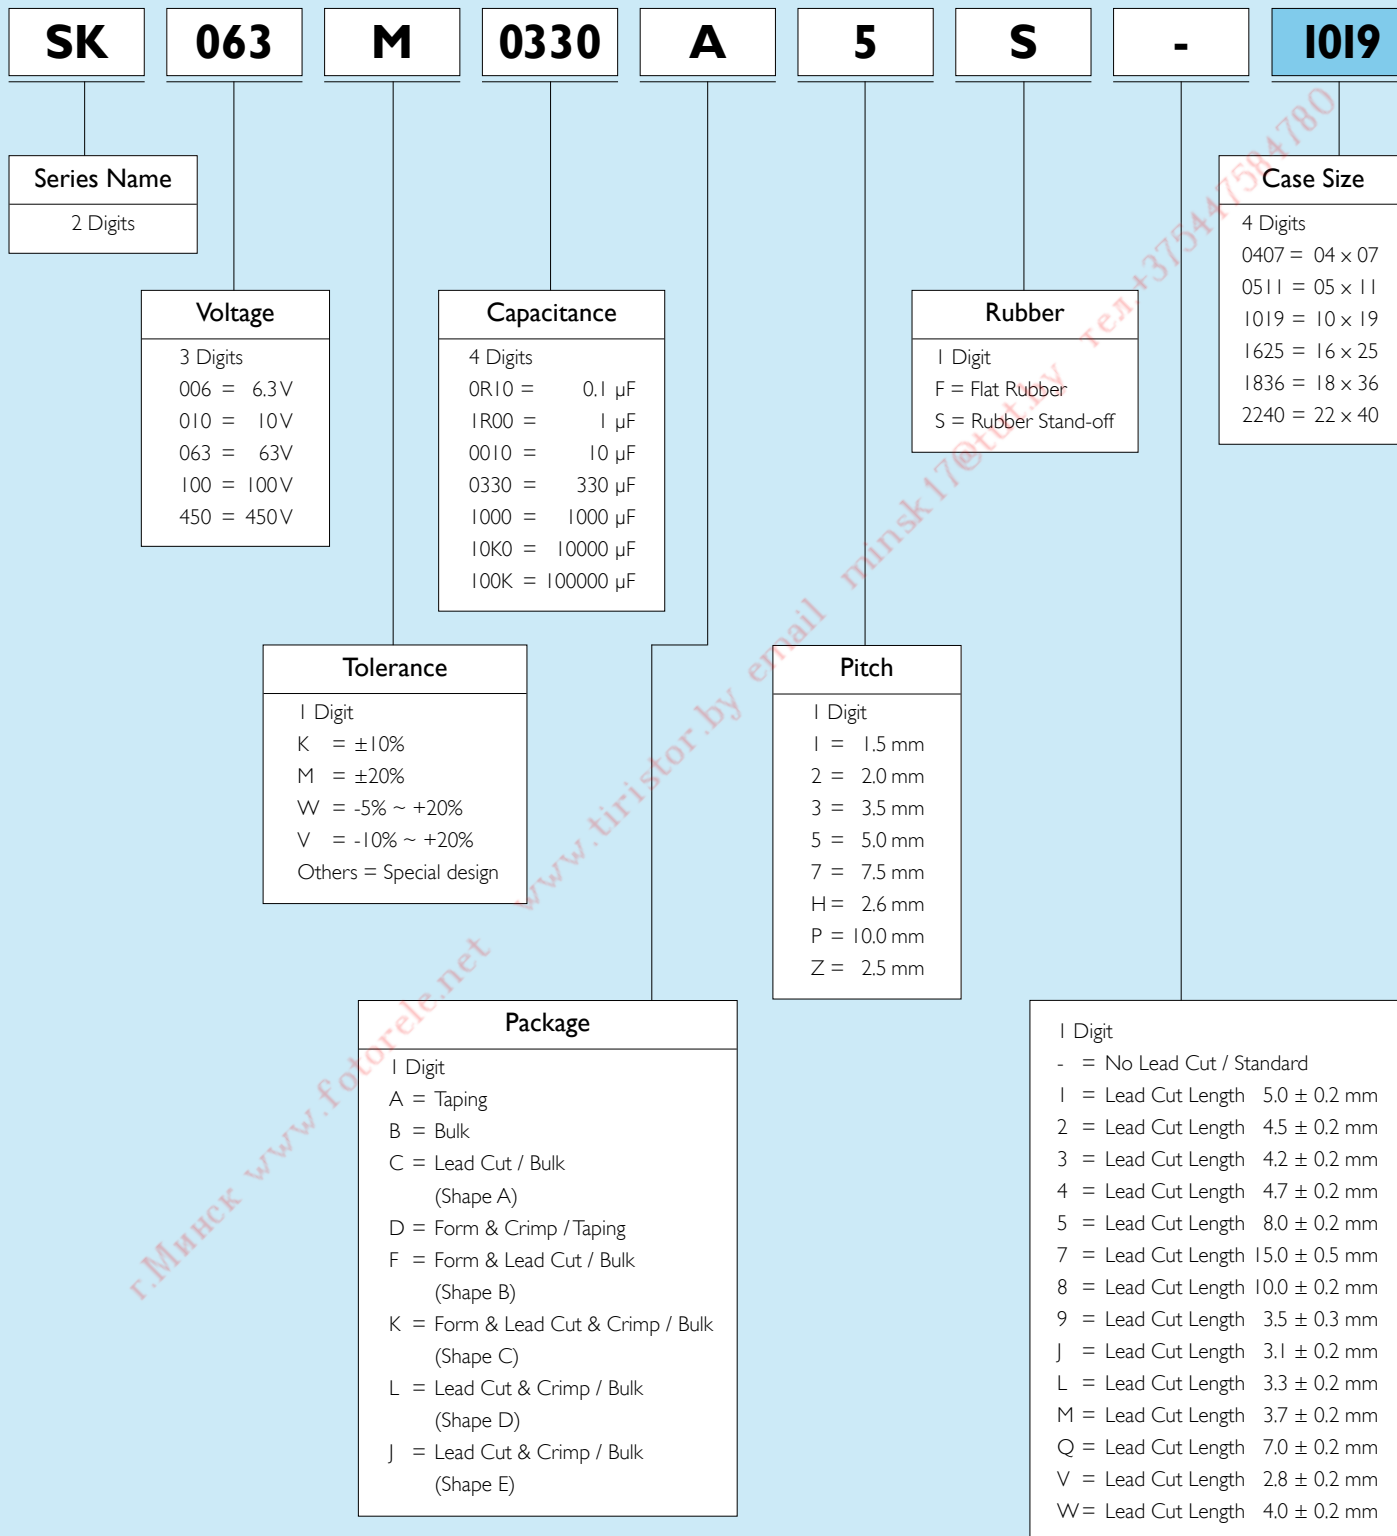 SK 063 M 0330 A 5 S - 1019
Series Name
2 Digits
Voltage
3 Digits
006 = 6.3V
010 = 10V
063 = 63V
100 = 100V
450 = 450V
Capacitance
4 Digits
0R10 = 0.1 µF
1R00 = 1 µF
0010 = 10 µF
0330 = 330 µF
1000 = 1000 µF
10K0 = 10000 µF
100K = 100000 µF
Rubber
1 Digit
F = Flat Rubber
S = Rubber Stand-off
Case Size
4 Digits
0407 = 04 x 07
0511 = 05 x 11
1019 = 10 x 19
1625 = 16 x 25
1836 = 18 x 36
2240 = 22 x 40
Tolerance
1 Digit
K = ±10%
M = ±20%
W = -5% ~ +20%
V = -10% ~ +20%
Others = Special design
Pitch
1 Digit
1 = 1.5 mm
2 = 2.0 mm
3 = 3.5 mm
5 = 5.0 mm
7 = 7.5 mm
H = 2.6 mm
P = 10.0 mm
Z = 2.5 mm
Package
1 Digit
A = Taping
B = Bulk
C = Lead Cut / Bulk
(Shape A)
D = Form & Crimp / Taping
F = Form & Lead Cut / Bulk
(Shape B)
K = Form & Lead Cut & Crimp / Bulk
(Shape C)
L = Lead Cut & Crimp / Bulk
(Shape D)
J = Lead Cut & Crimp / Bulk
(Shape E)
1 Digit
- = No Lead Cut / Standard
1 = Lead Cut Length 5.0 ± 0.2 mm
2 = Lead Cut Length 4.5 ± 0.2 mm
3 = Lead Cut Length 4.2 ± 0.2 mm
4 = Lead Cut Length 4.7 ± 0.2 mm
5 = Lead Cut Length 8.0 ± 0.2 mm
7 = Lead Cut Length 15.0 ± 0.5 mm
8 = Lead Cut Length 10.0 ± 0.2 mm
9 = Lead Cut Length 3.5 ± 0.3 mm
J = Lead Cut Length 3.1 ± 0.2 mm
L = Lead Cut Length 3.3 ± 0.2 mm
M = Lead Cut Length 3.7 ± 0.2 mm
Q = Lead Cut Length 7.0 ± 0.2 mm
V = Lead Cut Length 2.8 ± 0.2 mm
W = Lead Cut Length 4.0 ± 0.2 mm
г.Минск www.fotorele.net www.tiristor.by email minsk17@tut.by тел.+375447584780